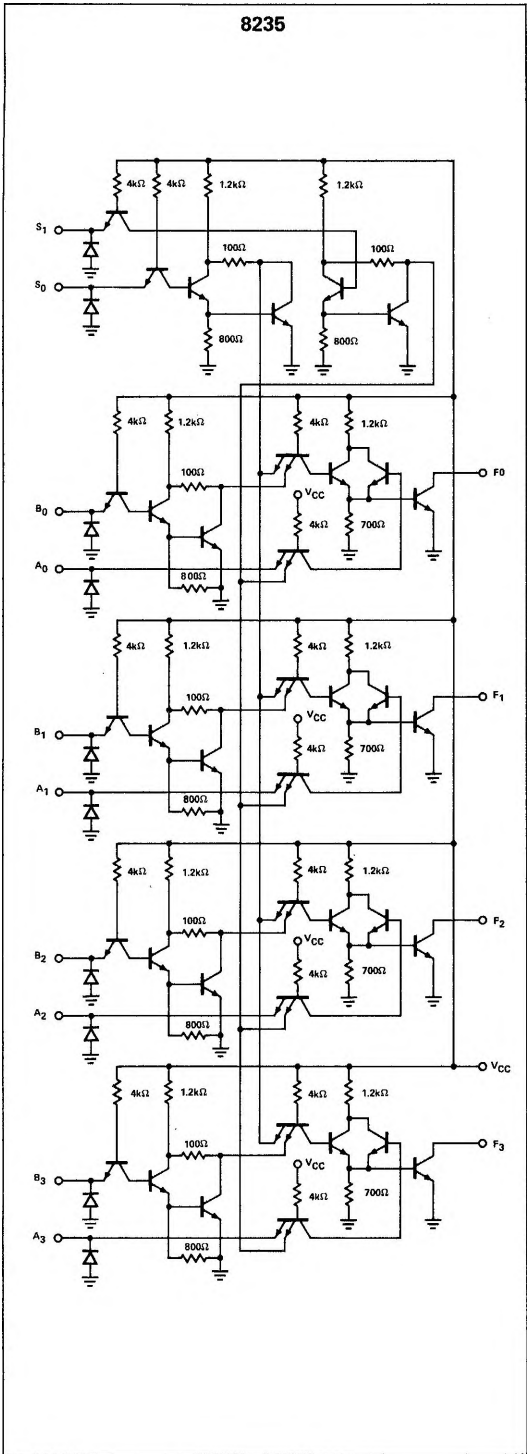 8235
4kΩ 4kΩ 1.2kΩ 1.2kΩ
S1
100Ω 100Ω
S0
800Ω 800Ω
4kΩ 1.2kΩ 4kΩ 1.2kΩ
100Ω
VCC F0
B0 4kΩ 700Ω
A0
800Ω
4kΩ 1.2kΩ 4kΩ 1.2kΩ
100Ω
VCC F1
B1 4kΩ 700Ω
A1
800Ω
4kΩ 1.2kΩ 4kΩ 1.2kΩ
100Ω
VCC F2
B2 4kΩ 700Ω
A2
800Ω
VCC
4kΩ 1.2kΩ 4kΩ 1.2kΩ
100Ω
VCC F3
B3 4kΩ 700Ω
A3
800Ω